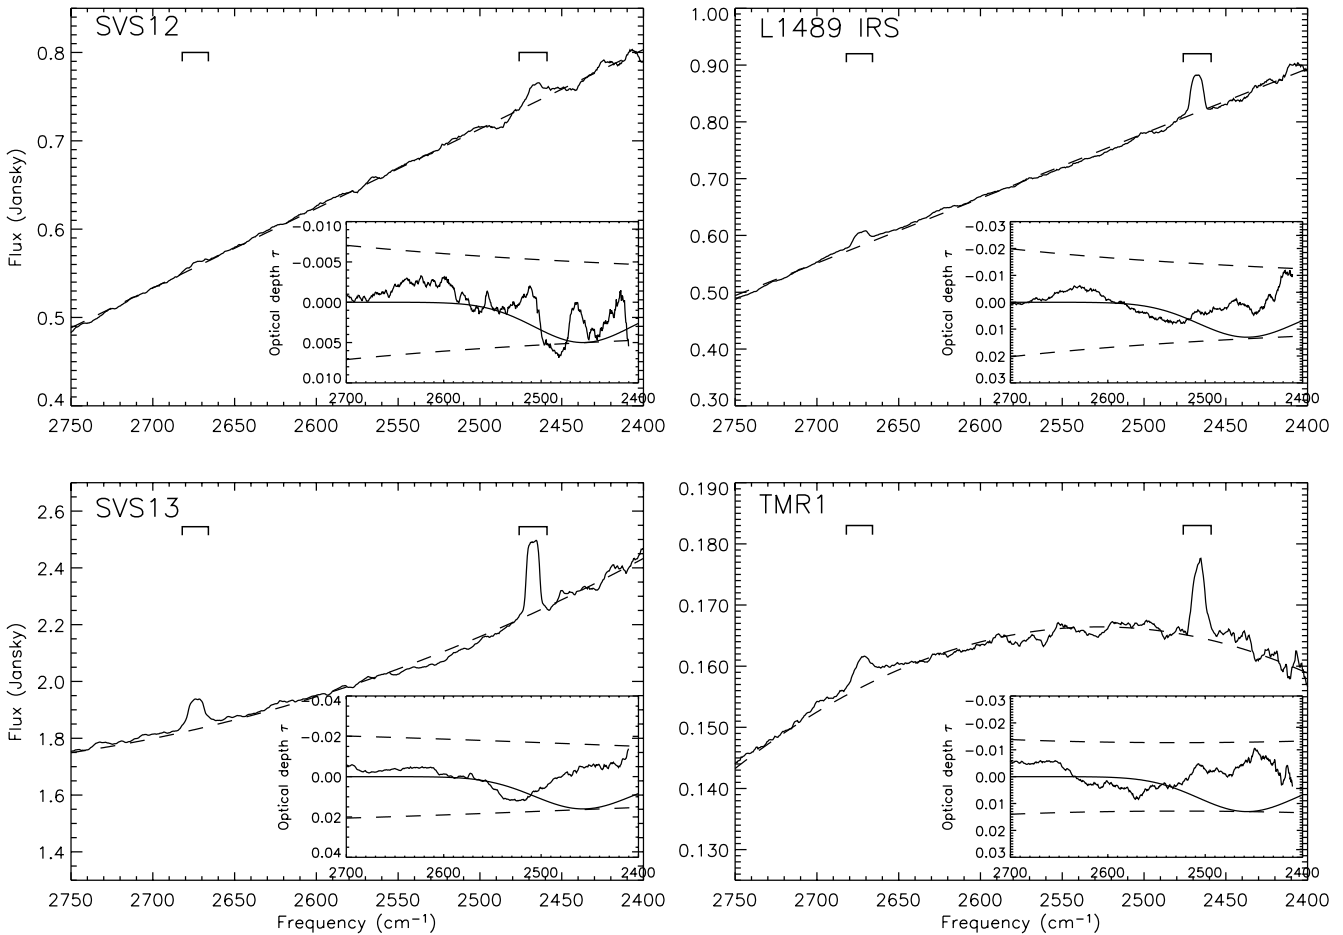 SVS12
Flux (Jansky)
0.8
0.7
0.6
0.5
0.4
2750 2700 2650 2600 2550 2500 2450 2400
Optical depth τ
−0.010
−0.005
0.000
0.005
0.010
2700 2600 2500 2400
L1489 IRS
1.00
0.90
0.80
0.70
0.60
0.50
0.40
0.30
2750 2700 2650 2600 2550 2500 2450 2400
Optical depth τ
−0.03
−0.02
−0.01
0.00
0.01
0.02
0.03
2700 2600 2500 2400
SVS13
Flux (Jansky)
2.6
2.4
2.2
2.0
1.8
1.6
1.4
2750 2700 2650 2600 2550 2500 2450 2400
Frequency (cm⁻¹)
Optical depth τ
−0.04
−0.02
0.00
0.02
0.04
2700 2600 2500 2400
TMR1
0.190
0.180
0.170
0.160
0.150
0.140
0.130
2750 2700 2650 2600 2550 2500 2450 2400
Frequency (cm⁻¹)
Optical depth τ
−0.03
−0.02
−0.01
0.00
0.01
0.02
0.03
2700 2600 2500 2400